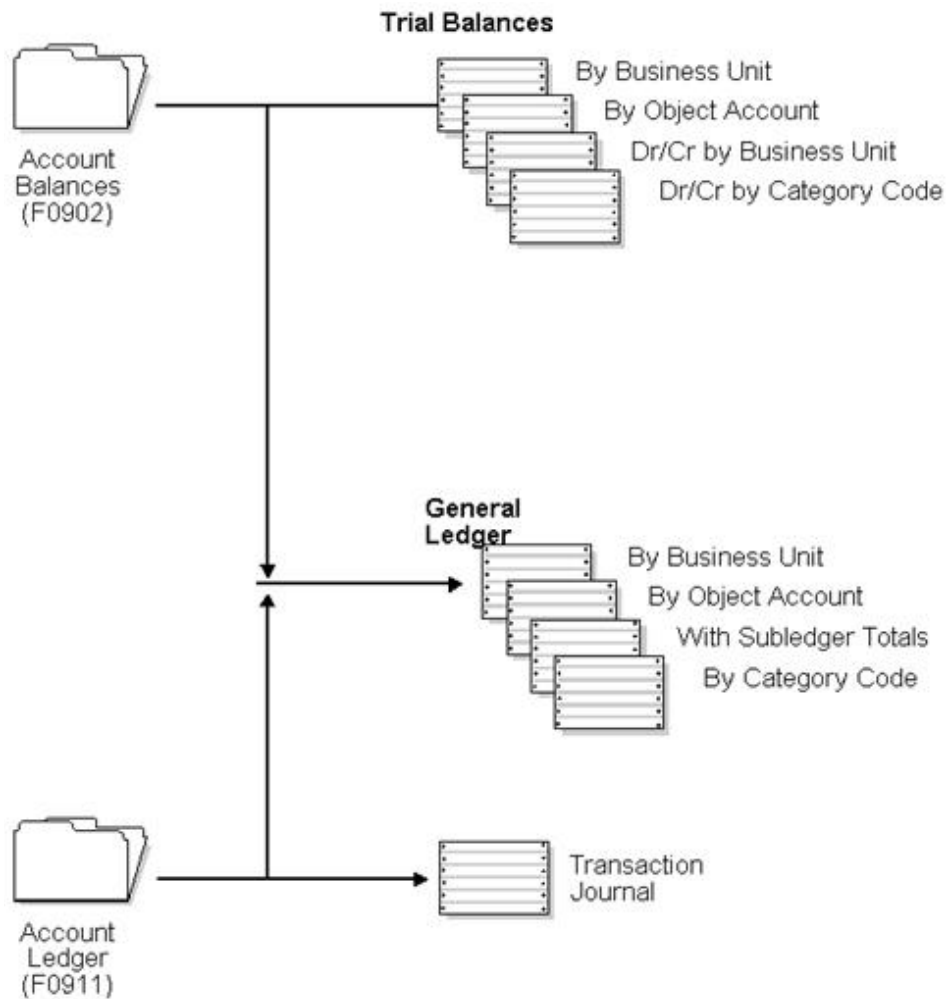 Trial Balances
By Business Unit
By Object Account
Dr/Cr by Business Unit
Dr/Cr by Category Code
Account
Balances
(F0902)
General
Ledger
By Business Unit
By Object Account
With Subledger Totals
By Category Code
Transaction
Journal
Account
Ledger
(F0911)